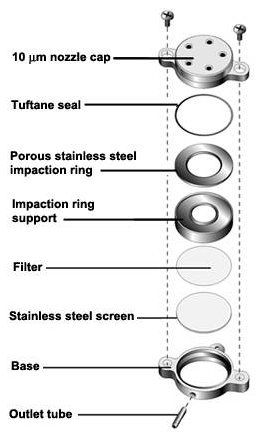 10 μm nozzle cap
Tuftane seal
Porous stainless steel
impaction ring
Impaction ring
support
Filter
Stainless steel screen
Base
Outlet tube